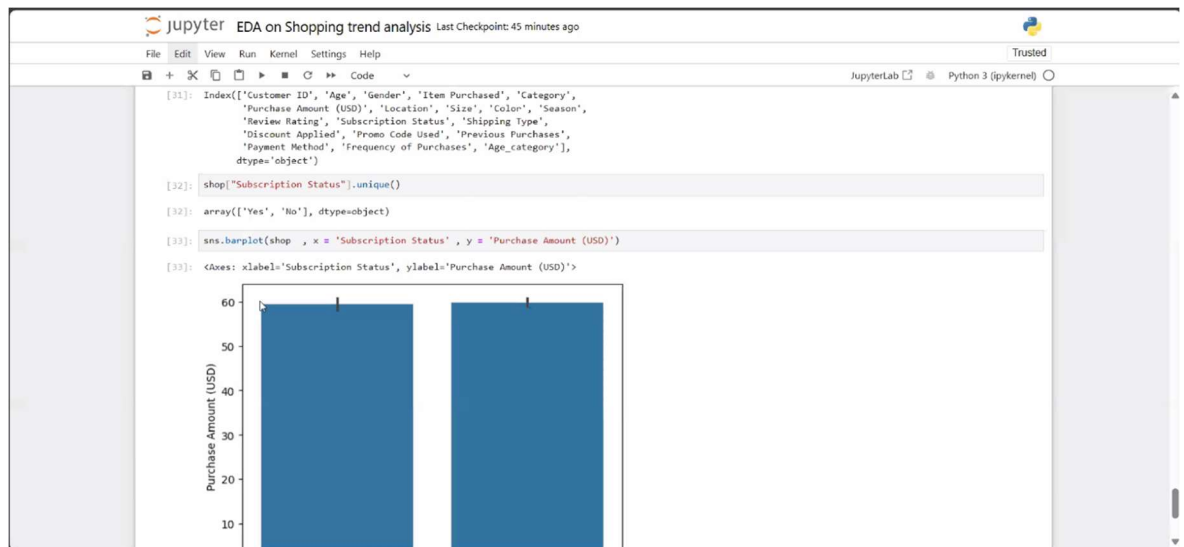 jupyter EDA on Shopping trend analysis Last Checkpoint: 45 minutes ago
File Edit View Run Kernel Settings Help Trusted
Code JupyterLab Python 3 (ipykernel)
[31]: Index(['Customer ID', 'Age', 'Gender', 'Item Purchased', 'Category',
'Purchase Amount (USD)', 'Location', 'Size', 'Color', 'Season',
'Review Rating', 'Subscription Status', 'Shipping Type',
'Discount Applied', 'Promo Code Used', 'Previous Purchases',
'Payment Method', 'Frequency of Purchases', 'Age_category'],
dtype='object')
[32]: shop["Subscription Status"].unique()
[32]: array(['Yes', 'No'], dtype=object)
[33]: sns.barplot(shop , x = 'Subscription Status' , y = 'Purchase Amount (USD)')
[33]: <Axes: xlabel='Subscription Status', ylabel='Purchase Amount (USD)'>
60
50
40
30
20
10
Purchase Amount (USD)